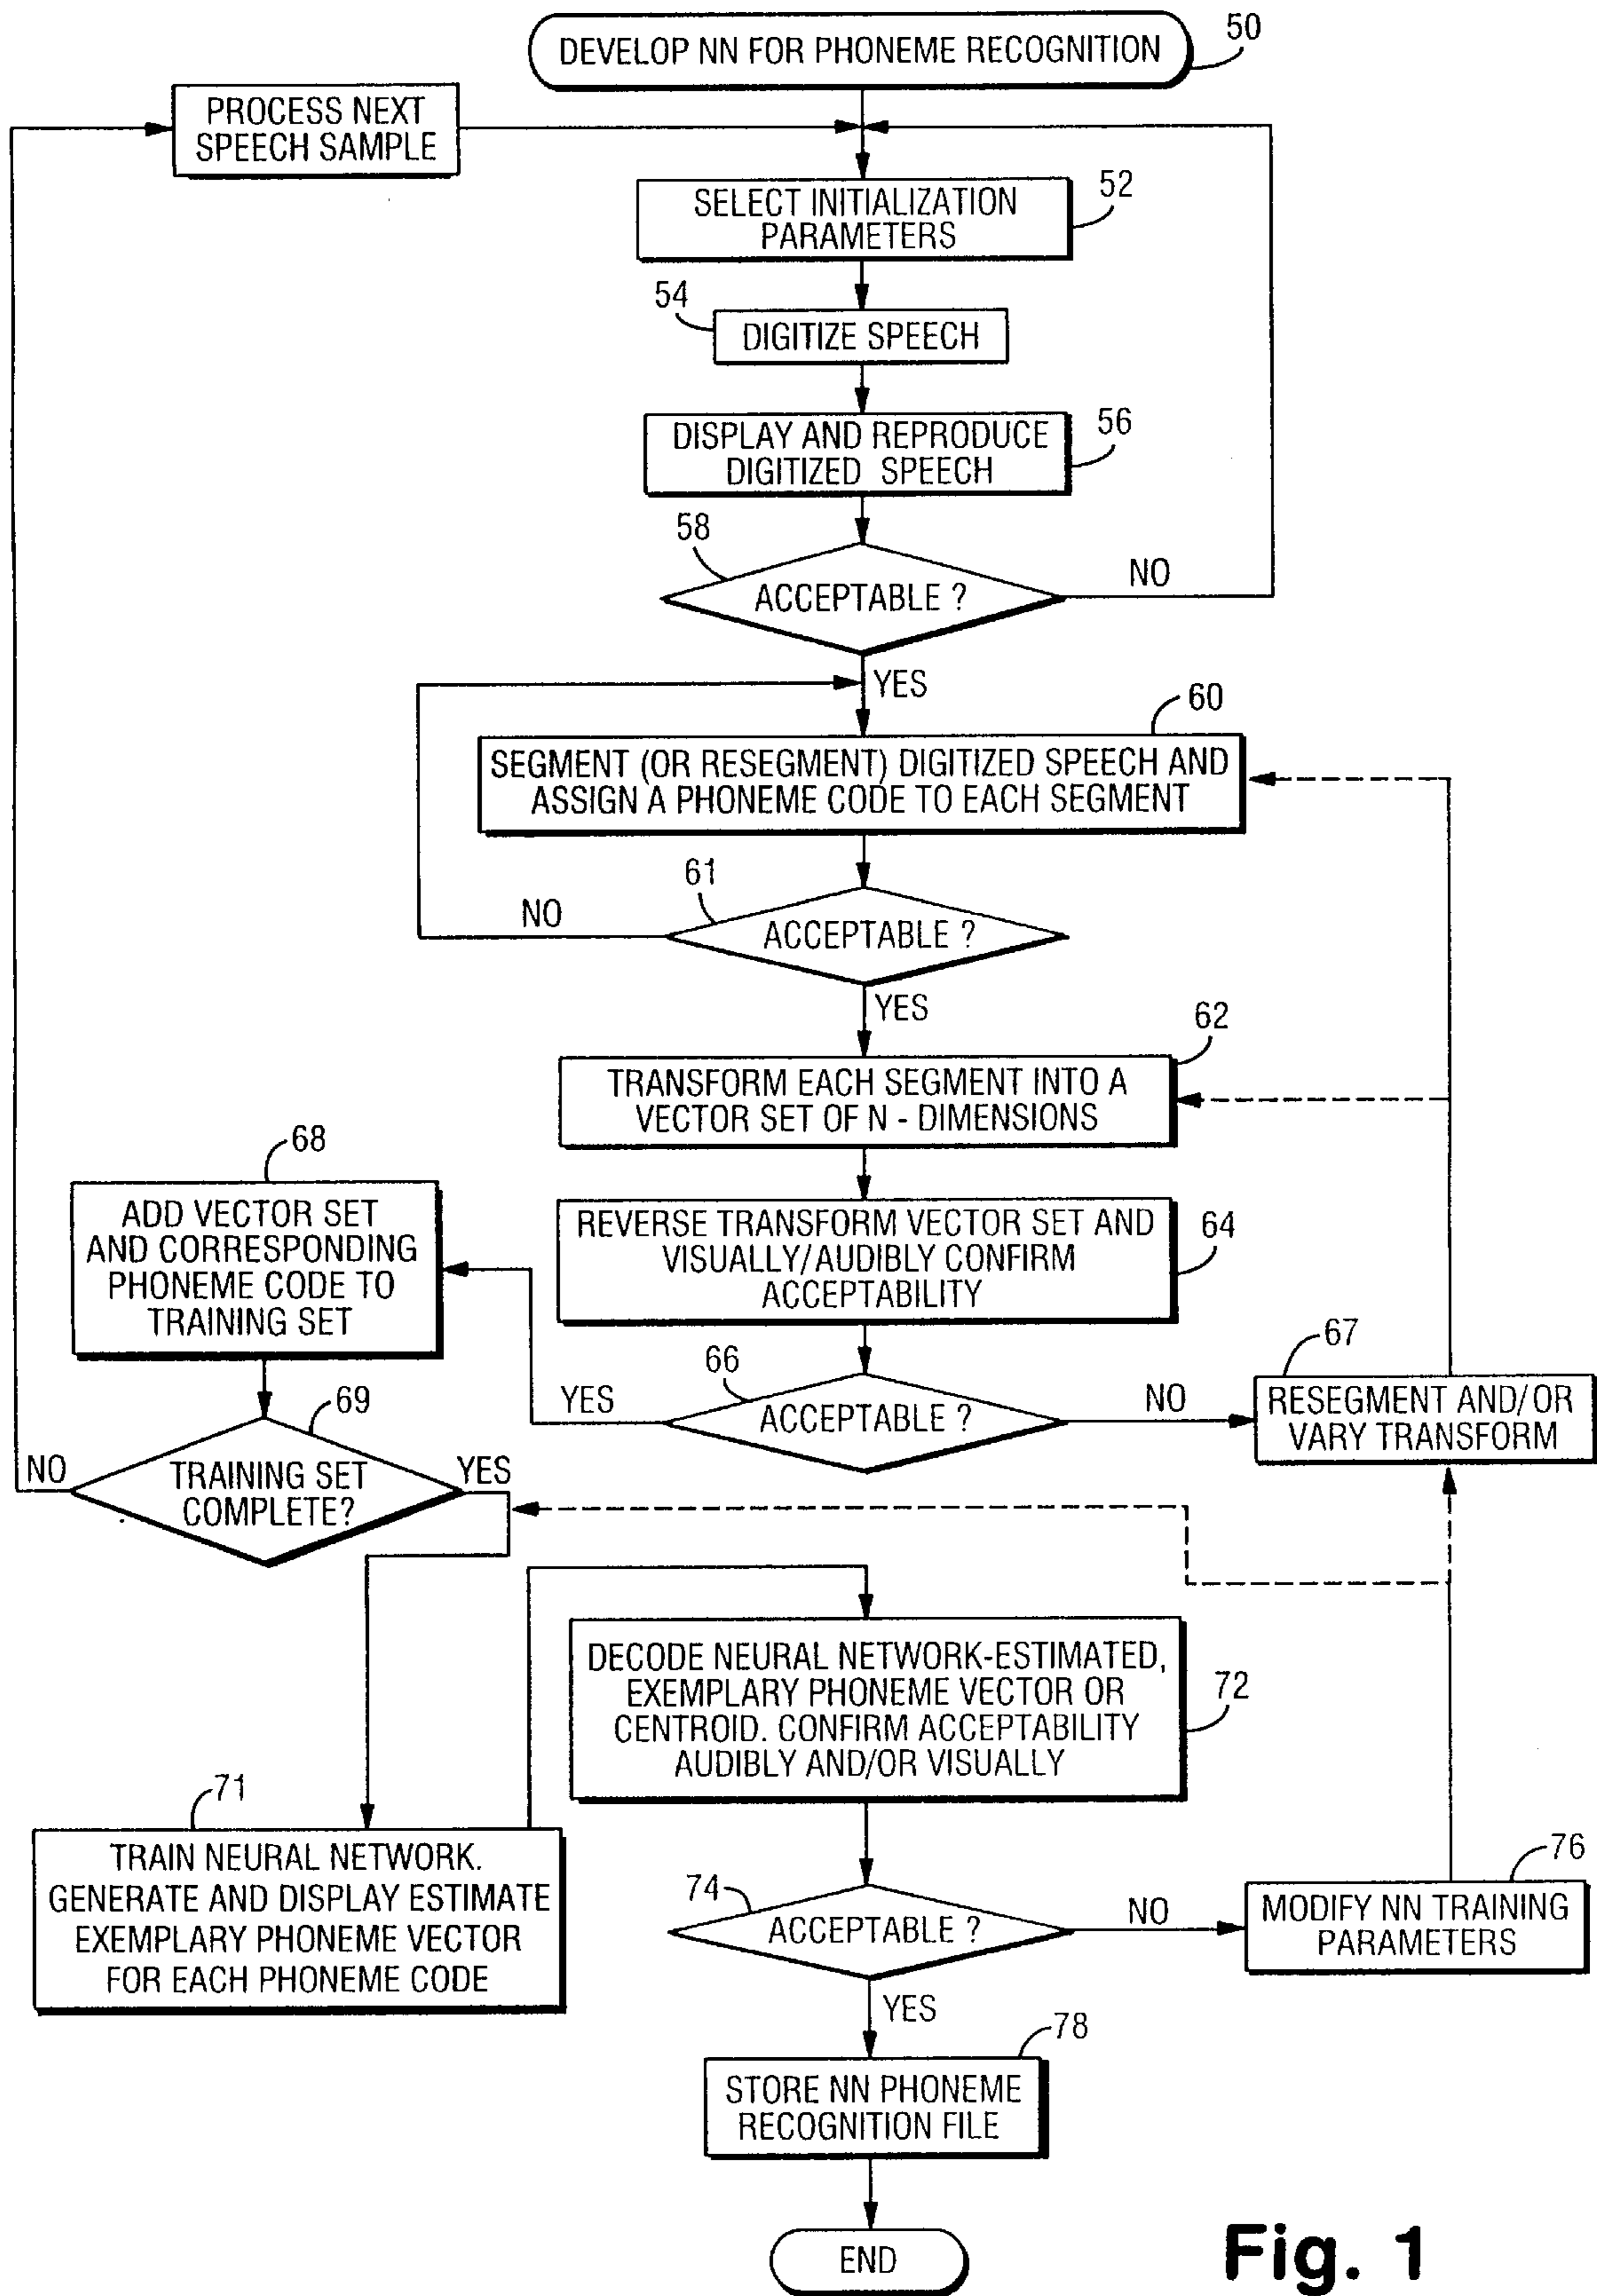 DEVELOP NN FOR PHONEME RECOGNITION
50
PROCESS NEXT
SPEECH SAMPLE
SELECT INITIALIZATION
PARAMETERS
52
54
DIGITIZE SPEECH
DISPLAY AND REPRODUCE
DIGITIZED SPEECH
56
58
ACCEPTABLE ?
NO
YES
60
SEGMENT (OR RESEGMENT) DIGITIZED SPEECH AND
ASSIGN A PHONEME CODE TO EACH SEGMENT
61
NO
ACCEPTABLE ?
YES
62
TRANSFORM EACH SEGMENT INTO A
VECTOR SET OF N - DIMENSIONS
68
ADD VECTOR SET
AND CORRESPONDING
PHONEME CODE TO
TRAINING SET
REVERSE TRANSFORM VECTOR SET AND
VISUALLY/AUDIBLY CONFIRM
ACCEPTABILITY
64
66
YES
ACCEPTABLE ?
NO
67
RESEGMENT AND/OR
VARY TRANSFORM
69
NO
TRAINING SET
COMPLETE?
YES
DECODE NEURAL NETWORK-ESTIMATED,
EXEMPLARY PHONEME VECTOR OR
CENTROID. CONFIRM ACCEPTABILITY
AUDIBLY AND/OR VISUALLY
72
71
TRAIN NEURAL NETWORK.
GENERATE AND DISPLAY ESTIMATE
EXEMPLARY PHONEME VECTOR
FOR EACH PHONEME CODE
74
ACCEPTABLE ?
NO
76
MODIFY NN TRAINING
PARAMETERS
YES
78
STORE NN PHONEME
RECOGNITION FILE
END
Fig. 1